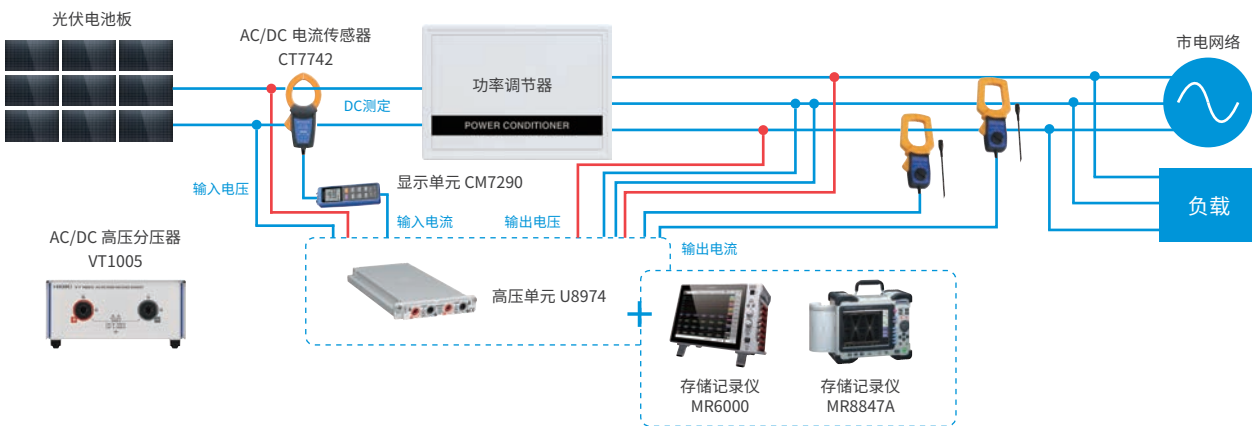 光伏电池板
AC/DC 电流传感器
CT7742
市电网络
功率调节器
DC测定
POWER CONDITIONER
显示单元 CM7290
输入电压
负载
输入电流
输出电压
AC/DC 高压分压器
VT1005
输出电流
HIOKI
高压单元 U8974
+
存储记录仪
MR6000
存储记录仪
MR8847A